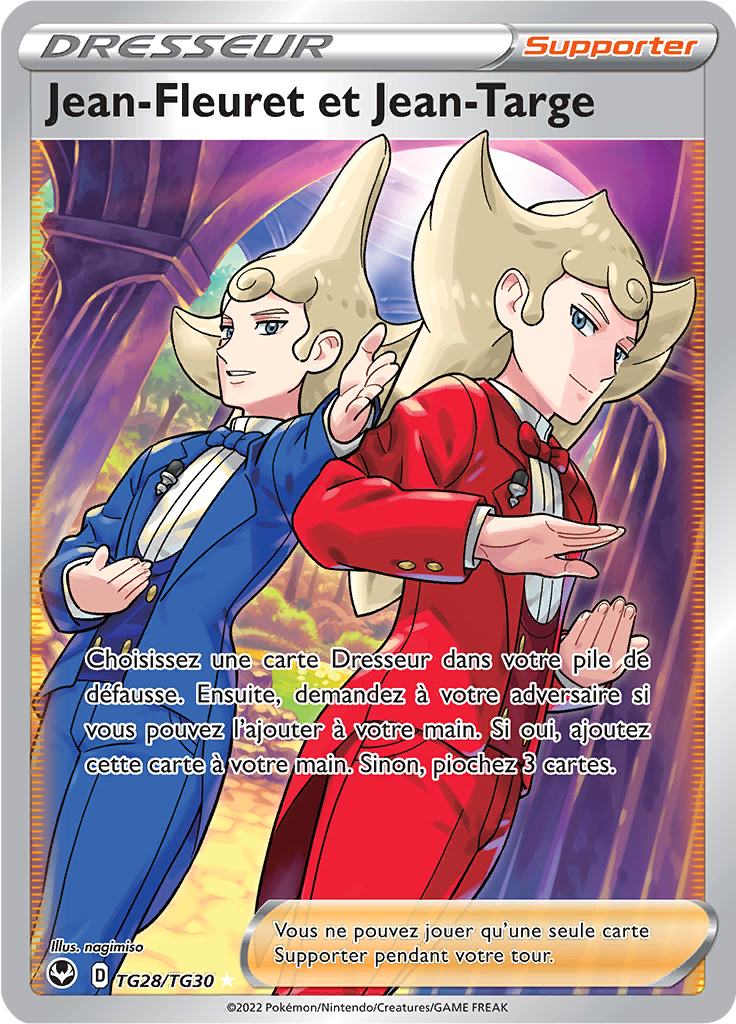 DRESSEUR
Supporter
Jean-Fleuret et Jean-Targe
Choisissez une carte Dresseur dans votre pile de
défausse. Ensuite, demandez à votre adversaire si
vous pouvez l'ajouter à votre main. Si oui, ajoutez
cette carte à votre main. Sinon, piochez 3 cartes.
Vous ne pouvez jouer qu'une seule carte
Supporter pendant votre tour.
Illus. nagimiso
D TG28/TG30 ★
©2022 Pokémon/Nintendo/Creatures/GAME FREAK